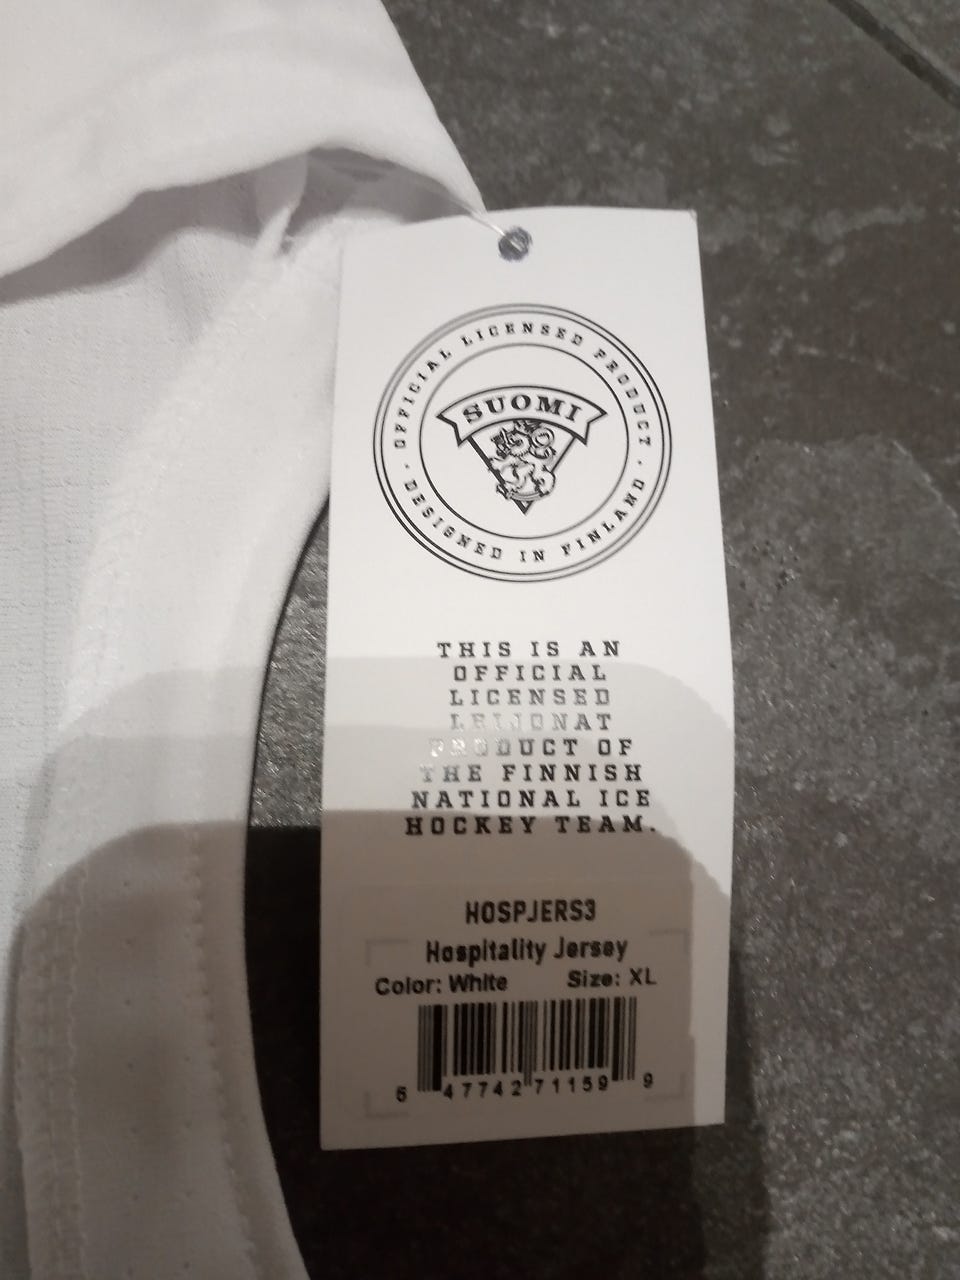 · OFFICIAL LICENSED PRODUCT ·
SUOMI
DESIGNED IN FINLAND
THIS IS AN
OFFICIAL
LICENSED
LEIJONAT
PRODUCT OF
THE FINNISH
NATIONAL ICE
HOCKEY TEAM.
HOSPJERS3
Hospitality Jersey
Color: White Size: XL
6 47742 71159 9